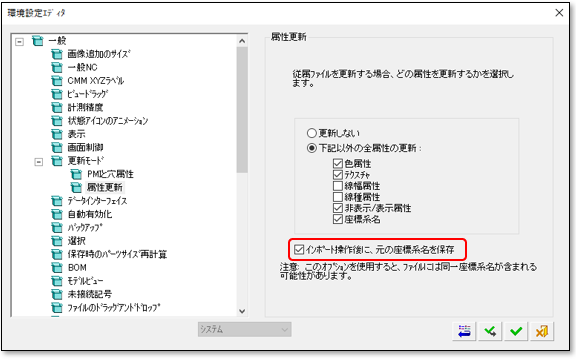 環境設定エディタ
一般
画像追加のサイズ
一般NC
CMM XYZラベル
ビュードラッグ
計測精度
状態アイコンのアニメーション
表示
画面制御
更新モード
PMと穴属性
属性更新
データインターフェイス
自動有効化
バックアップ
選択
保存時のパーツサイズ再計算
BOM
モデルビュー
未接続記号
ファイルのドラッグアンドドロップ
属性更新
従属ファイルを更新する場合、どの属性を更新するかを選択し
ます。
更新しない
下記以外の全属性の更新：
色属性
テクスチャ
線幅属性
線種属性
非表示/表示属性
座標系名
インポート操作後に、元の座標系名を保存
注意: このオプションを使用すると、ファイルには同一座標系名が含まれる
可能性があります。
システム